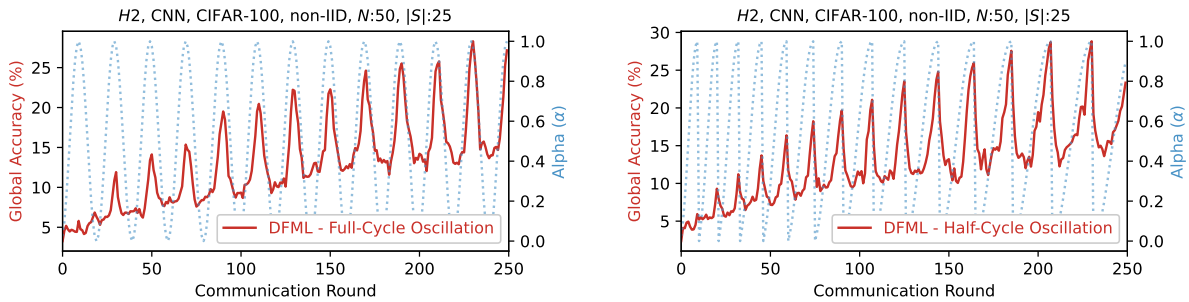 H2, CNN, CIFAR-100, non-IID, N:50, |S|:25
Global Accuracy (%)
25
20
15
10
5
1.0
0.8
0.6
0.4
0.2
0.0
Alpha (α)
DFML - Full-Cycle Oscillation
0 50 100 150 200 250
Communication Round
H2, CNN, CIFAR-100, non-IID, N:50, |S|:25
Global Accuracy (%)
30
25
20
15
10
5
1.0
0.8
0.6
0.4
0.2
0.0
Alpha (α)
DFML - Half-Cycle Oscillation
0 50 100 150 200 250
Communication Round